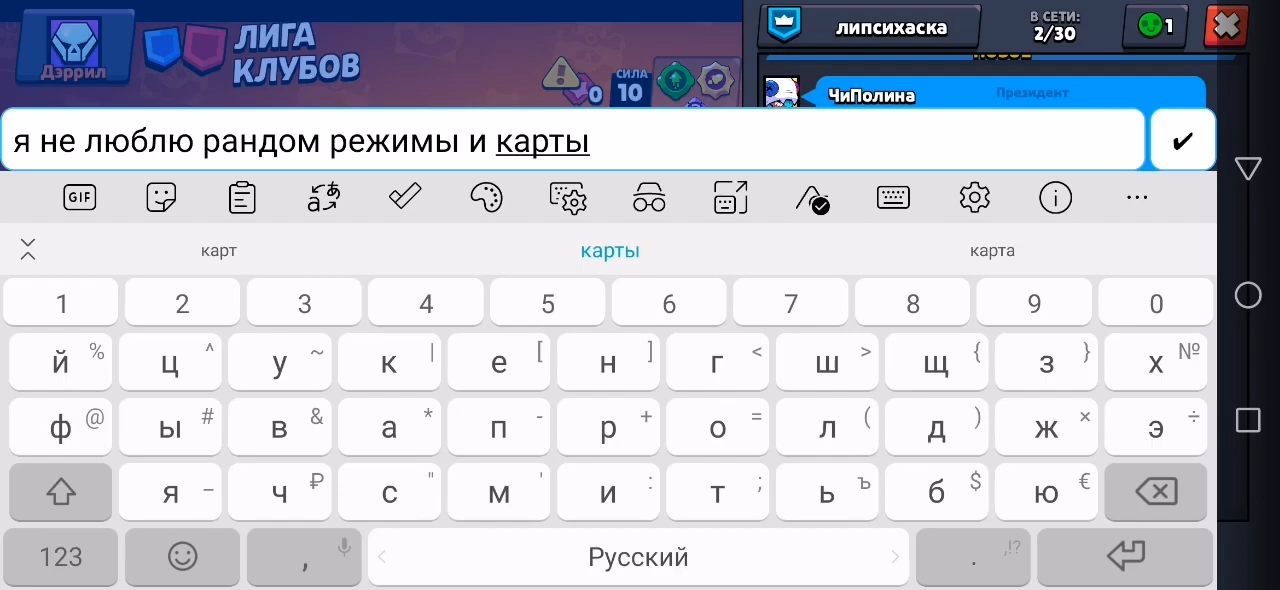 Дэррил
ЛИГА
КЛУБОВ
0
СИЛА
10
липсихаска
В СЕТИ:
2/30
1
ЧиПолина
Президент
я не люблю рандом режимы и карты
✔
GIF
карт
карты
карта
1 2 3 4 5 6 7 8 9 0
й % ц ^ у ~ к | е [ н ] г < ш > щ { з } х №
ф @ ы # в & а * п - р + о = л ( д ) ж × э ÷
я _ ч ₽ с " м ' и : т ; ь ъ б $ ю €
123 , Русский . ,!?